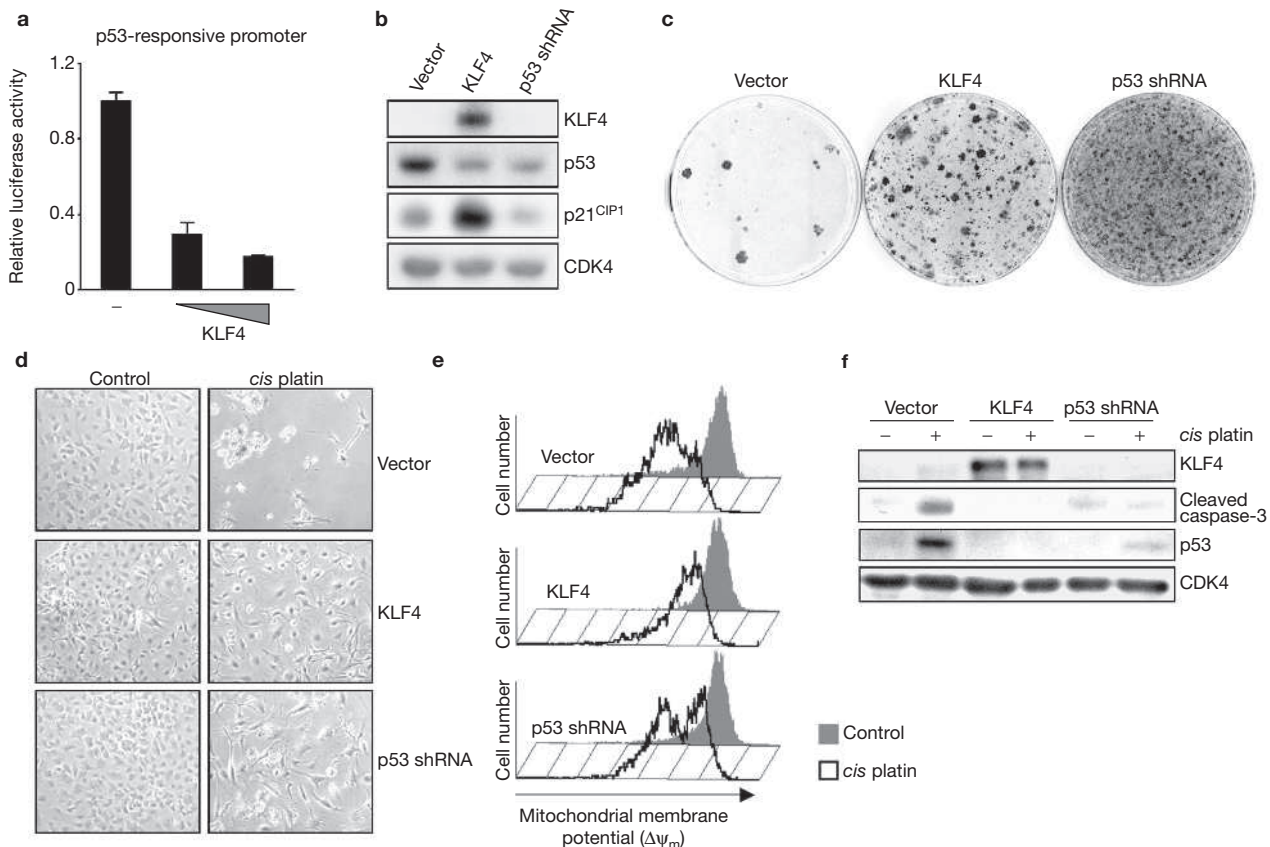 a
p53-responsive promoter
Relative luciferase activity
1.2
0.8
0.4
0
–
KLF4
b
Vector
KLF4
p53 shRNA
KLF4
p53
p21CIP1
CDK4
c
Vector
KLF4
p53 shRNA
d
Control
cis platin
Vector
KLF4
p53 shRNA
e
Cell number
Vector
Cell number
KLF4
Cell number
p53 shRNA
Mitochondrial membrane
potential (Δψm)
Control
cis platin
f
Vector
KLF4
p53 shRNA
– + – + – + cis platin
KLF4
Cleaved
caspase-3
p53
CDK4